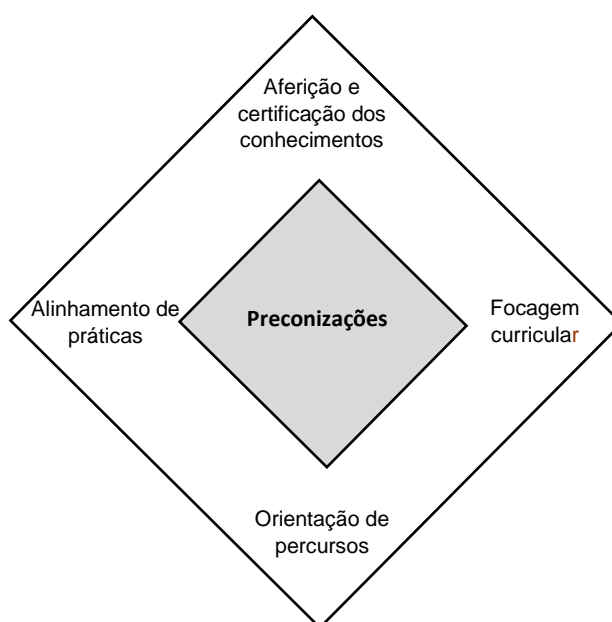 Aferição e
certificação dos
conhecimentos
Alinhamento de
práticas
Preconizações
Focagem
curricular
Orientação de
percursos